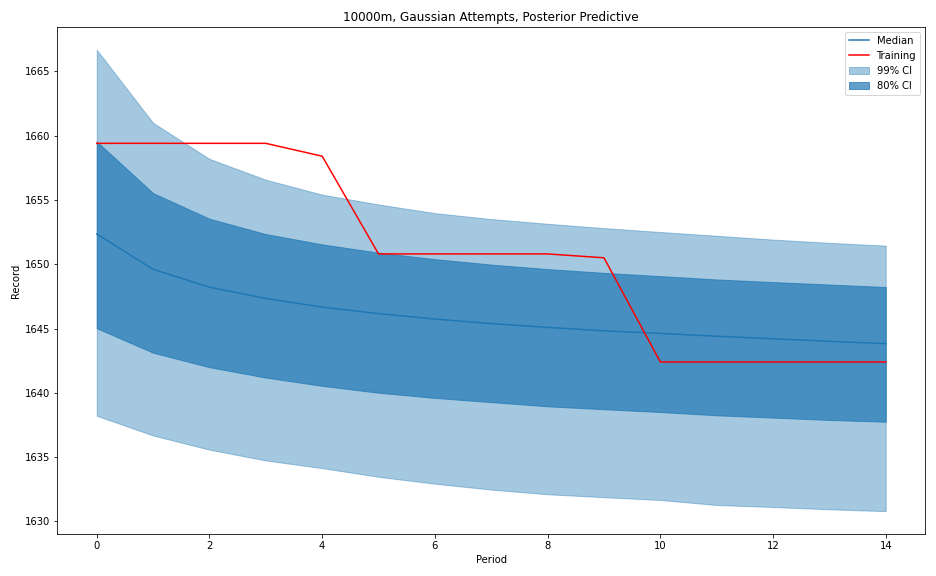 10000m, Gaussian Attempts, Posterior Predictive
Median
Training
99% CI
80% CI
Record
1665
1660
1655
1650
1645
1640
1635
1630
0 2 4 6 8 10 12 14
Period